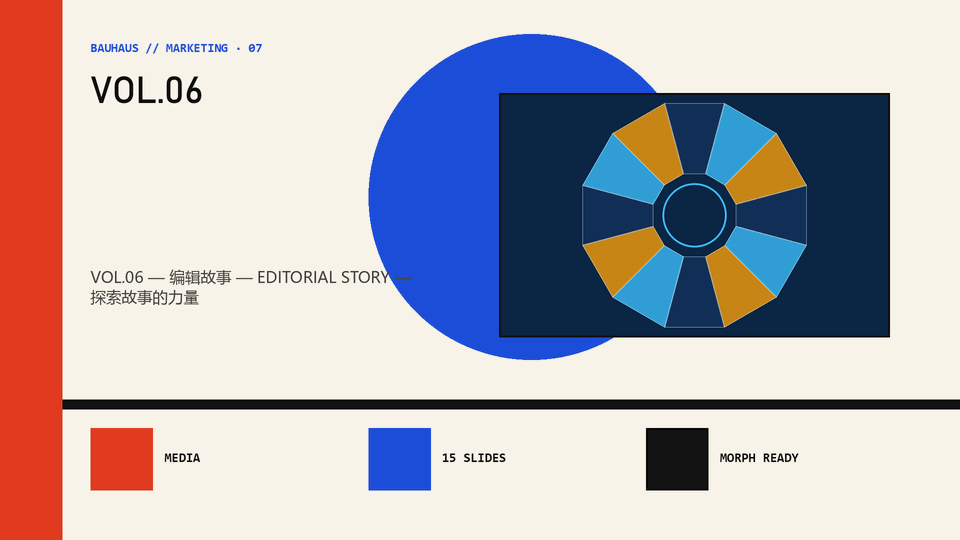 BAUHAUS // MARKETING · 07
VOL.06
VOL.06 — 编辑故事 — EDITORIAL STORY —
探索故事的力量
MEDIA
15 SLIDES
MORPH READY